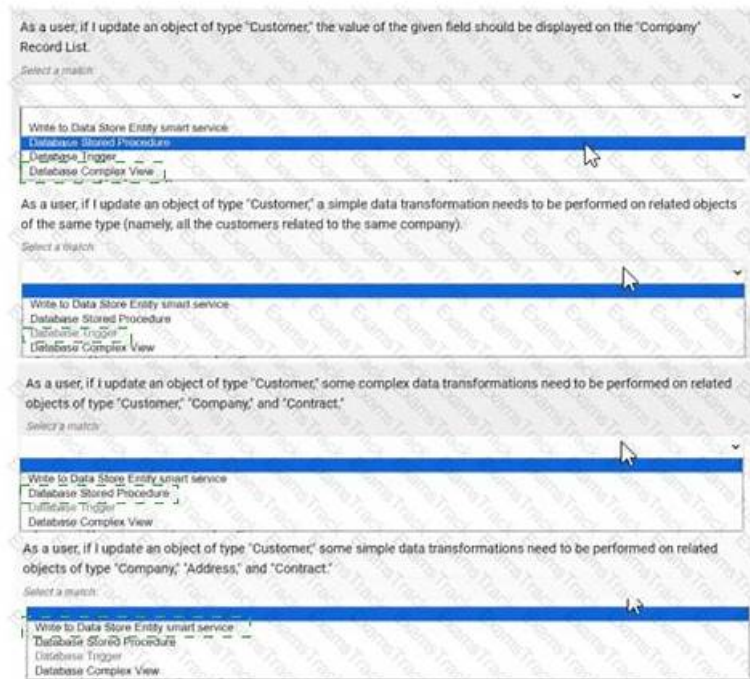 As a user, if I update an object of type "Customer," the value of the given field should be displayed on the "Company"
Record List.
Select a match:
Write to Data Store Entity smart service
Database Stored Procedure
Database Trigger
Database Complex View
As a user, if I update an object of type "Customer," a simple data transformation needs to be performed on related objects
of the same type (namely, all the customers related to the same company).
Select a match:
Write to Data Store Entity smart service
Database Stored Procedure
Database Trigger
Database Complex View
As a user, if I update an object of type "Customer," some complex data transformations need to be performed on related
objects of type "Customer," "Company," and "Contract."
Select a match:
Write to Data Store Entity smart service
Database Stored Procedure
Database Trigger
Database Complex View
As a user, if I update an object of type "Customer," some simple data transformations need to be performed on related
objects of type "Company," "Address," and "Contract."
Select a match:
Write to Data Store Entity smart service
Database Stored Procedure
Database Trigger
Database Complex View